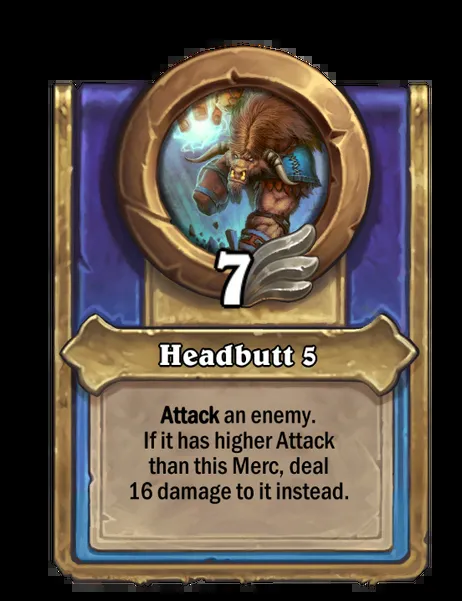 7
Headbutt 5
Attack an enemy.
If it has higher Attack
than this Merc, deal
16 damage to it instead.